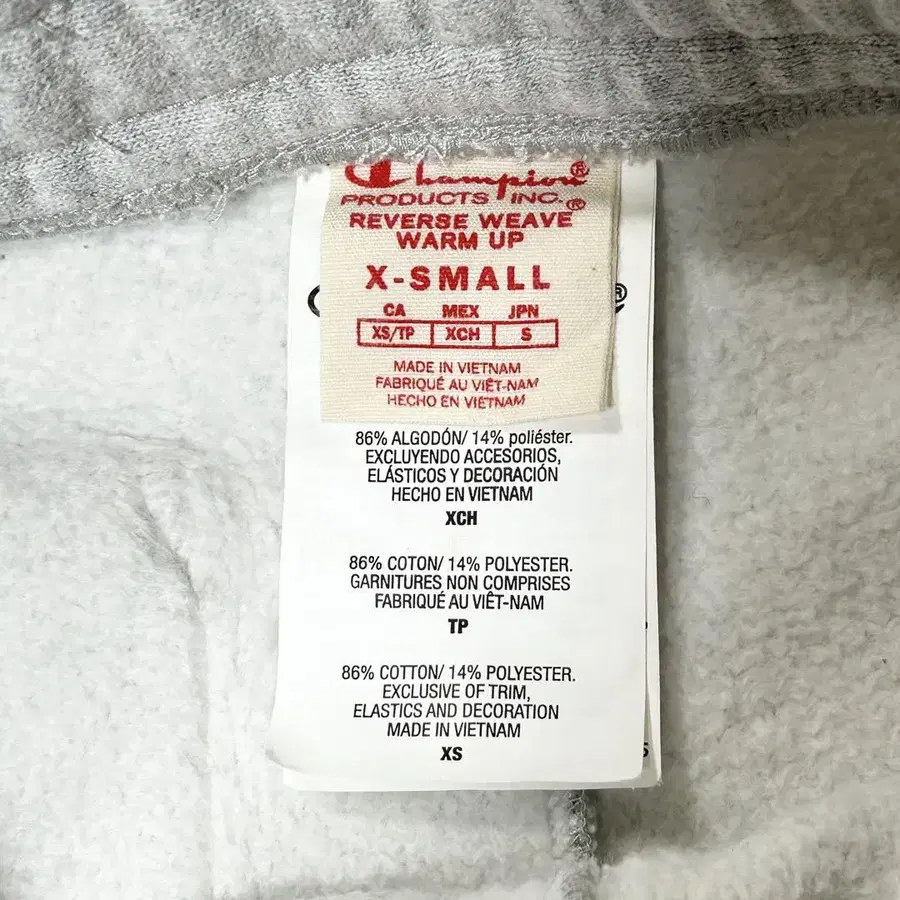 Champion®
PRODUCTS INC.®
REVERSE WEAVE
WARM UP
X-SMALL
CA MEX JPN
XS/TP XCH S
MADE IN VIETNAM
FABRIQUÉ AU VIÊT-NAM
HECHO EN VIETNAM
86% ALGODÓN/ 14% poliéster.
EXCLUYENDO ACCESORIOS,
ELÁSTICOS Y DECORACIÓN
HECHO EN VIETNAM
XCH
86% COTON/ 14% POLYESTER.
GARNITURES NON COMPRISES
FABRIQUÉ AU VIÊT-NAM
TP
86% COTTON/ 14% POLYESTER.
EXCLUSIVE OF TRIM,
ELASTICS AND DECORATION
MADE IN VIETNAM
XS